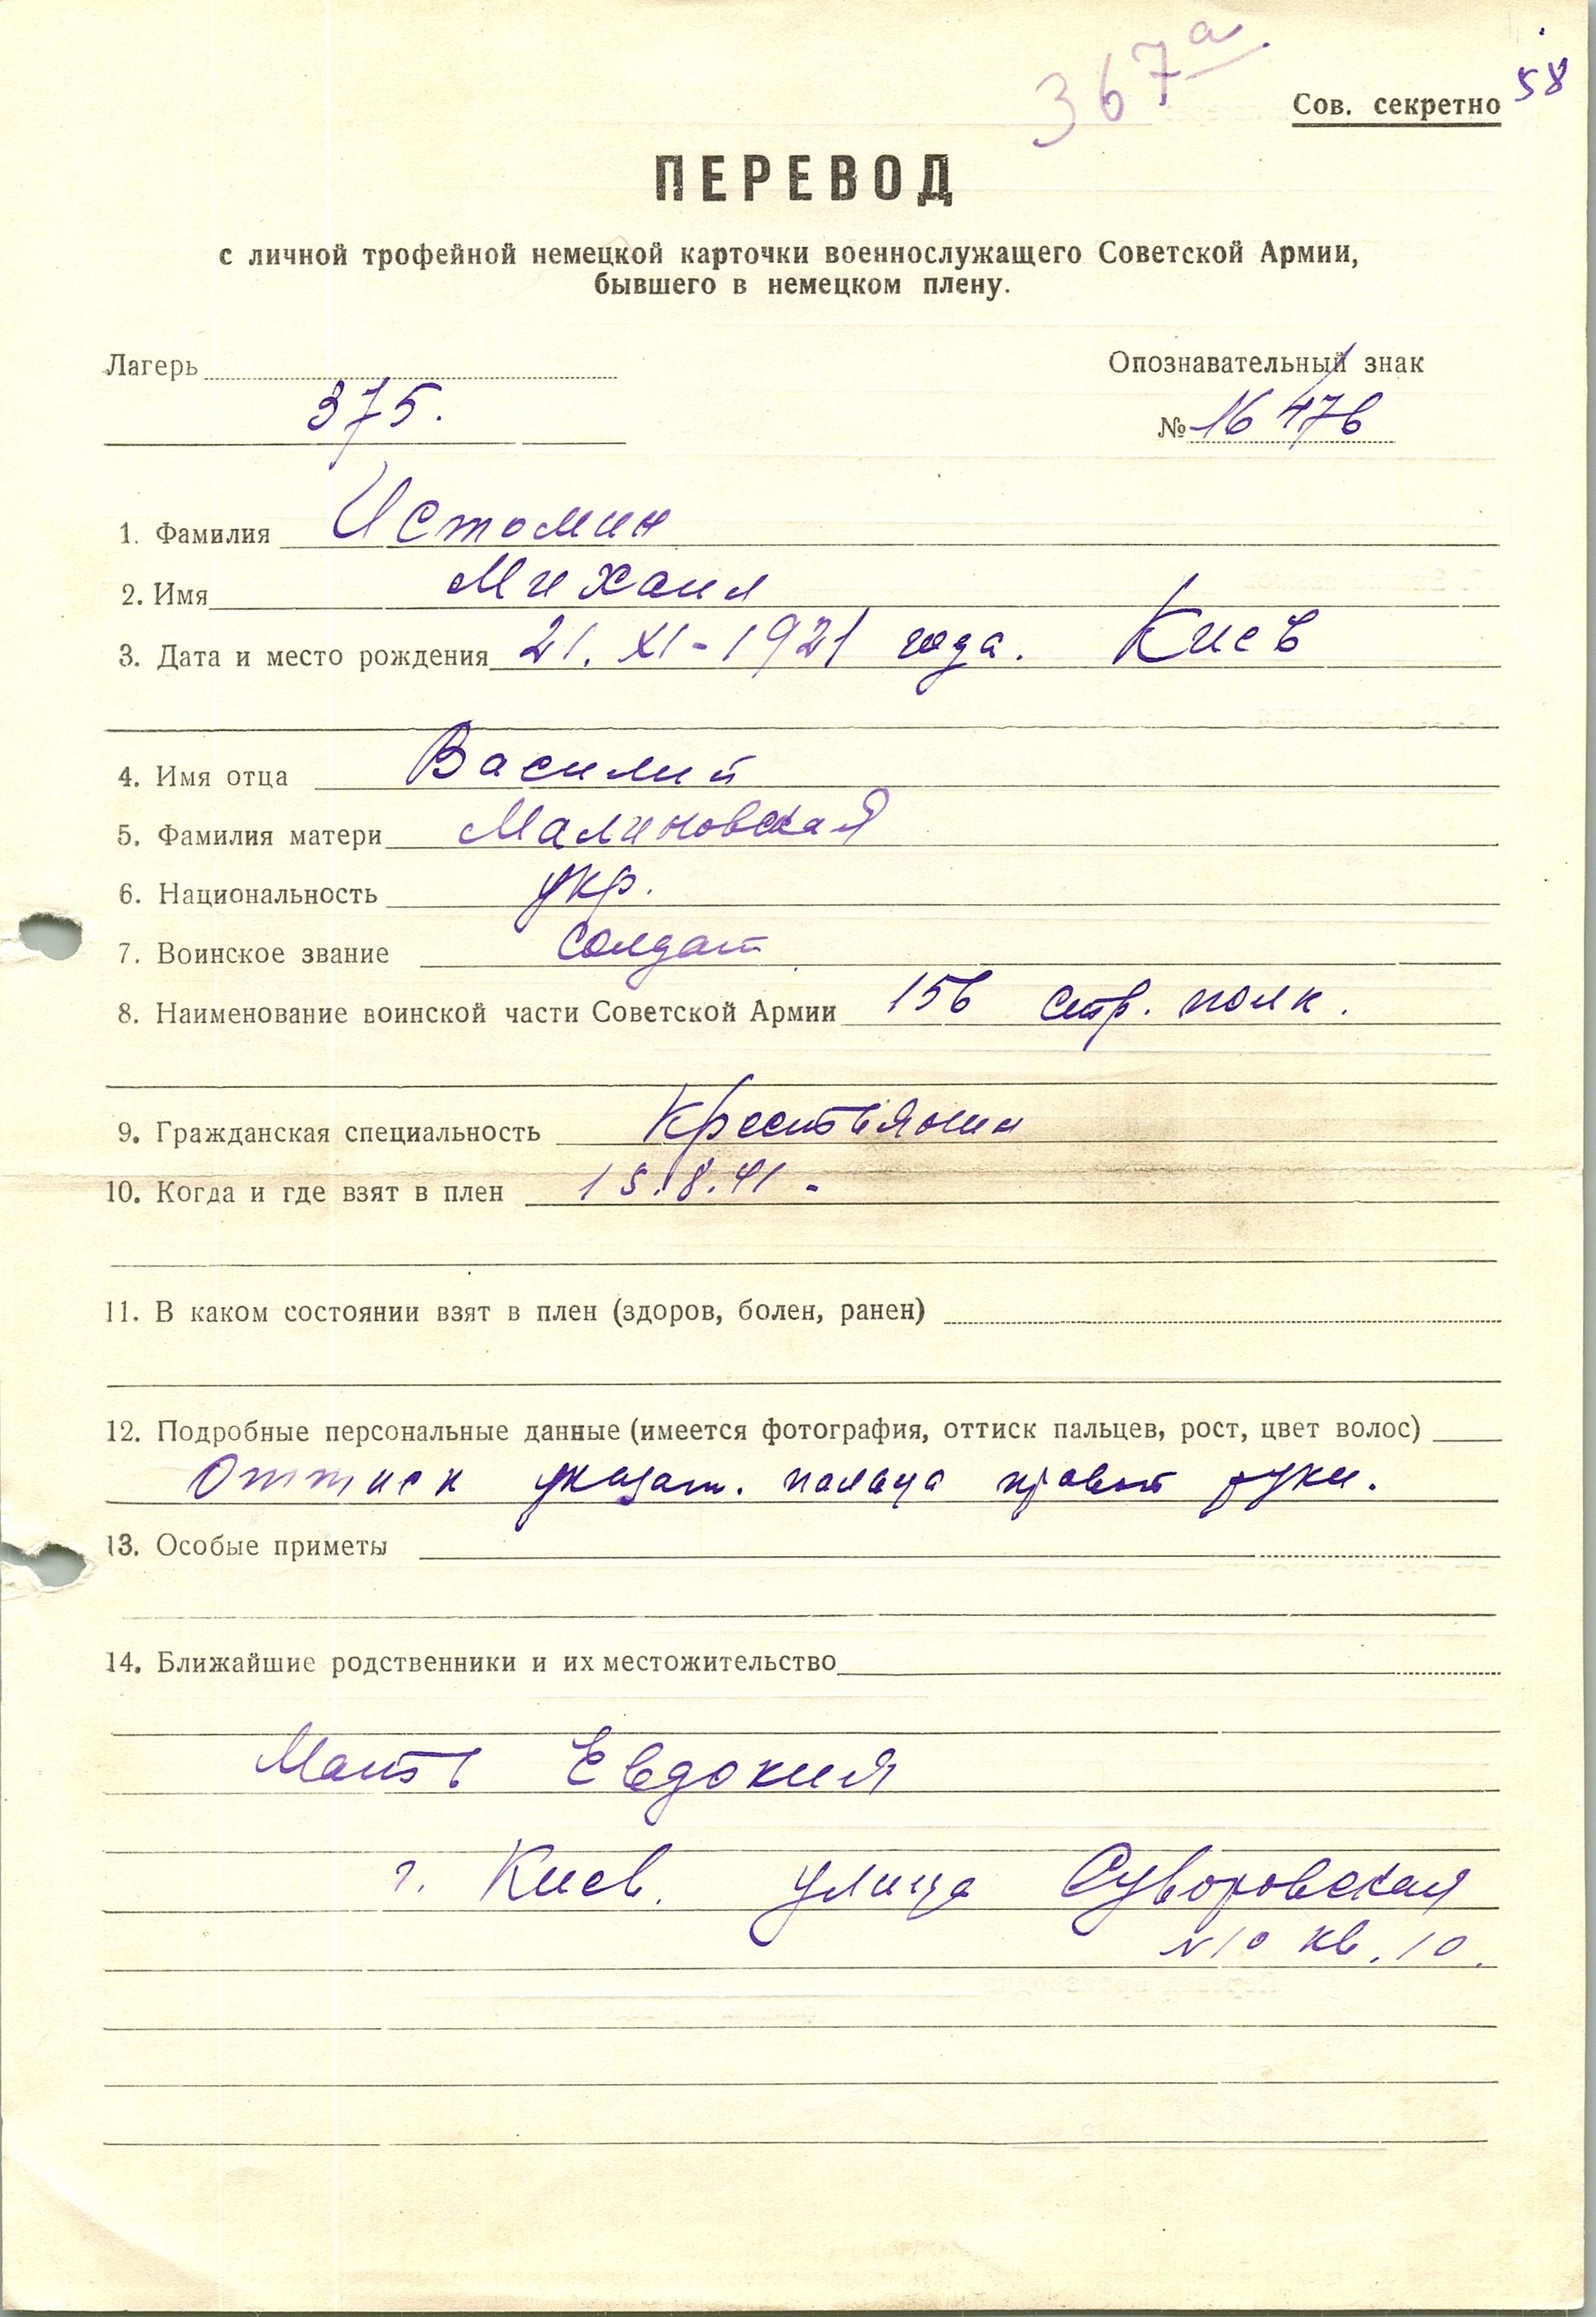 367а
58
Сов. секретно
ПЕРЕВОД
с личной трофейной немецкой карточки военнослужащего Советской Армии,
бывшего в немецком плену.
Лагерь
Опознавательный знак
375.
№ 16476
1. Фамилия Истомин
2. Имя Михаил
3. Дата и место рождения 21. XI-1921 года. Киев
4. Имя отца Василий
5. Фамилия матери Малиновская
6. Национальность укр.
7. Воинское звание солдат
8. Наименование воинской части Советской Армии 156 стр. полк.
9. Гражданская специальность Крестьянин
10. Когда и где взят в плен 15.8.41.
11. В каком состоянии взят в плен (здоров, болен, ранен)
12. Подробные персональные данные (имеется фотография, оттиск пальцев, рост, цвет волос)
Оттиск указат. пальца правой руки.
13. Особые приметы
14. Ближайшие родственники и их местожительство
Мать Евдокия
г. Киев. улица Суворовская
N10 кв. 10.